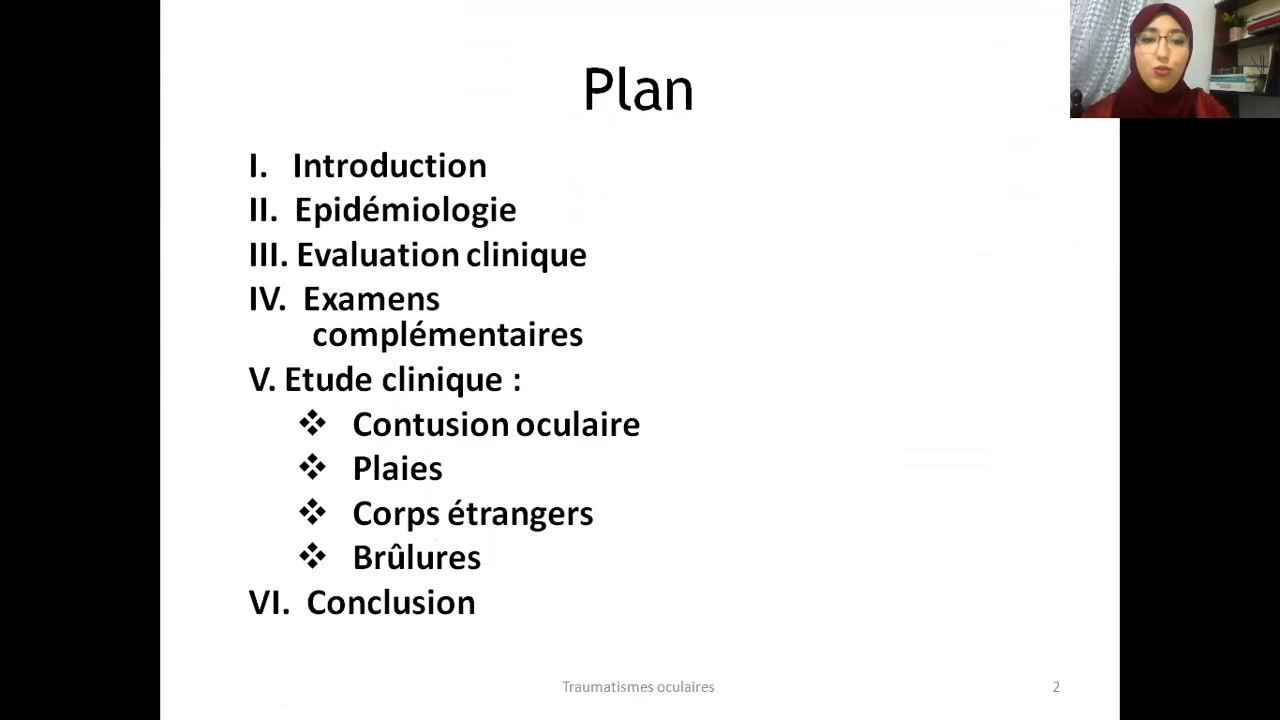 Plan
I. Introduction
II. Epidémiologie
III. Evaluation clinique
IV. Examens
complémentaires
V. Etude clinique :
❖ Contusion oculaire
❖ Plaies
❖ Corps étrangers
❖ Brûlures
VI. Conclusion
Traumatismes oculaires
2